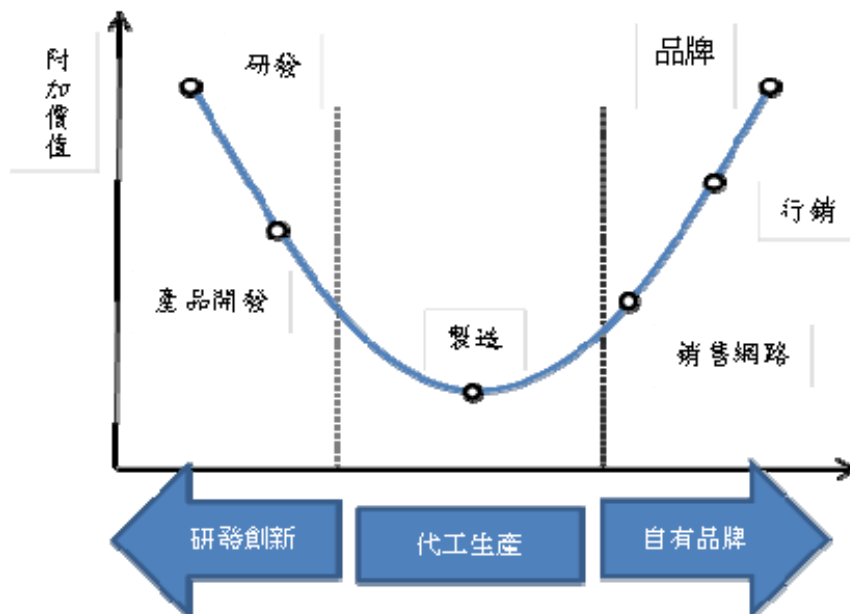 附加價值
研發
品牌
行銷
產品開發
製造
銷售網路
研發創新
代工生產
自有品牌